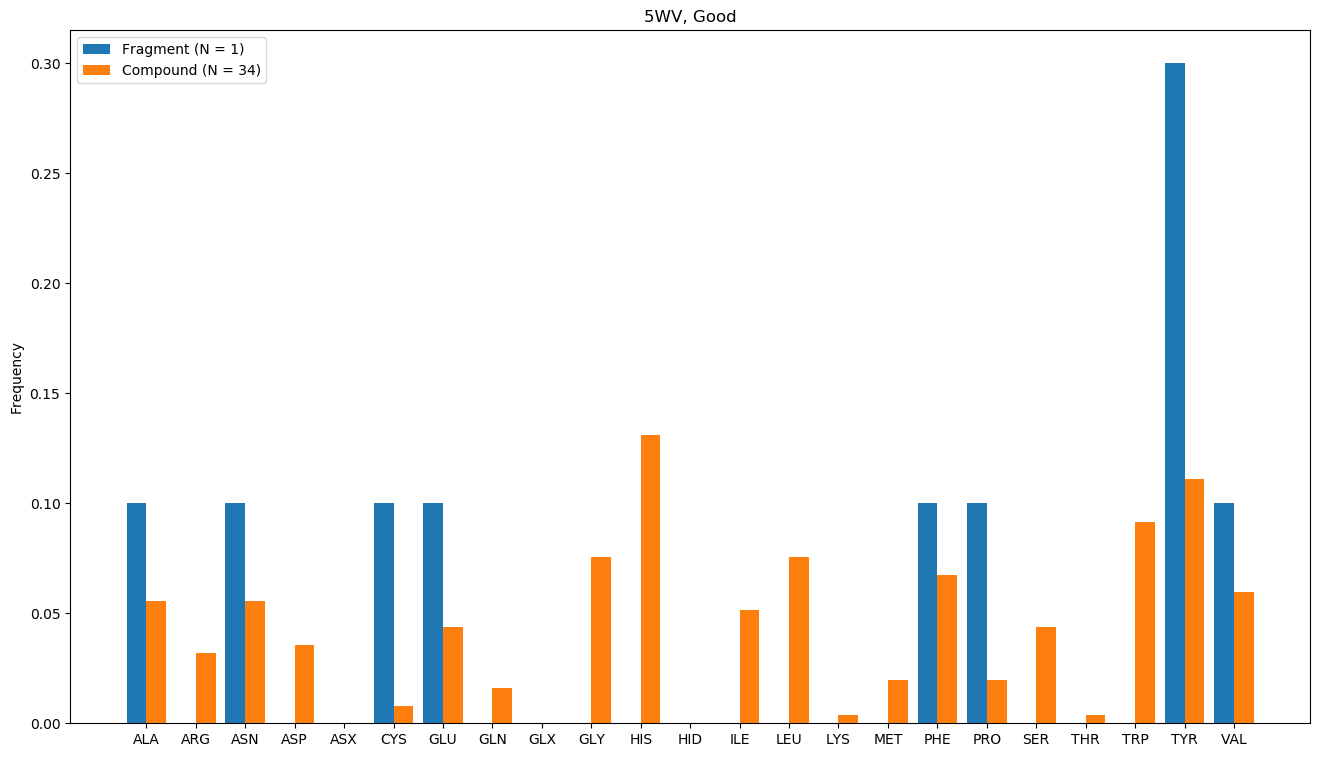 5WV, Good
Fragment (N = 1)
Compound (N = 34)
0.30
0.25
0.20
0.15
0.10
0.05
0.00
Frequency
ALA ARG ASN ASP ASX CYS GLU GLN GLX GLY HIS HID ILE LEU LYS MET PHE PRO SER THR TRP TYR VAL